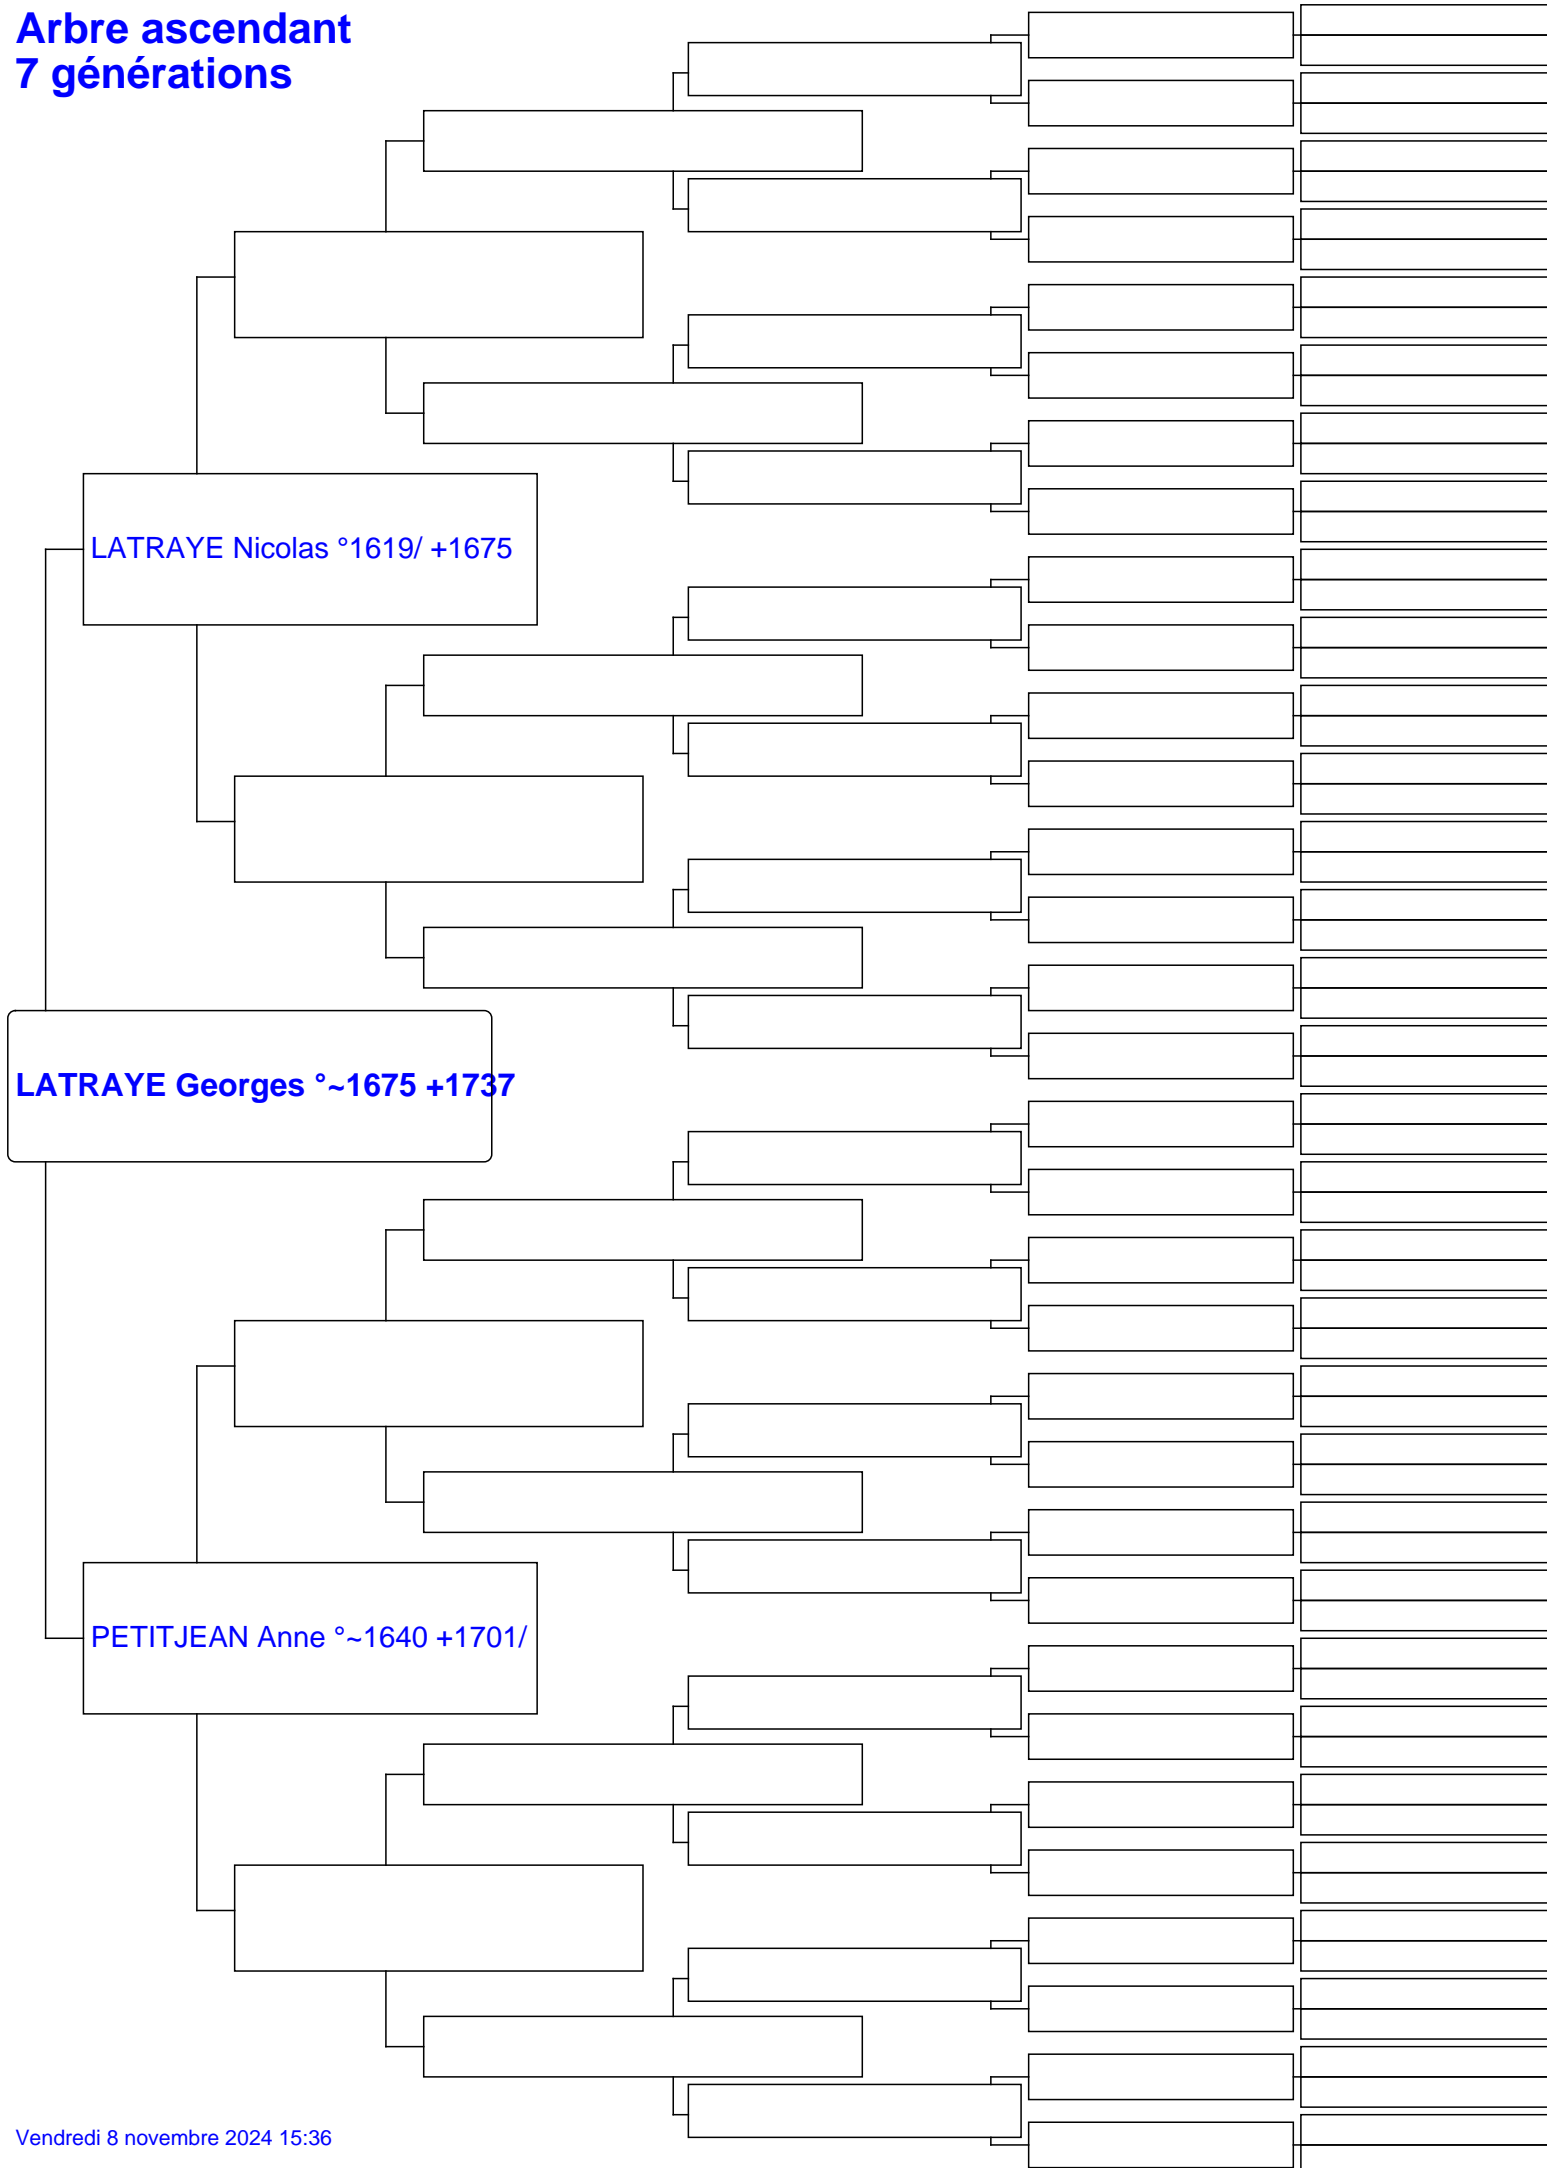 Arbre ascendant
7 générations
LATRAYE Nicolas °1619/ +1675
LATRAYE Georges °~1675 +1737
PETITJEAN Anne °~1640 +1701/
Vendredi 8 novembre 2024 15:36